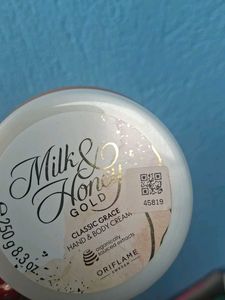 Milk &
Honey
GOLD
CLASSIC GRACE
HAND & BODY CREAM
organically
sourced extracts
ORIFLAME
SWEDEN
℮ 250 g 8.3 oz.
45819